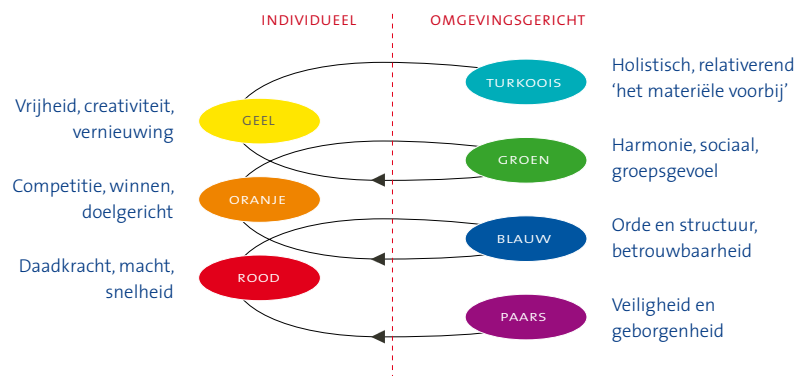 INDIVIDUEEL
OMGEVINGSGERICHT
TURKOOIS
Holistisch, relativerend
‘het materiële voorbij’
Vrijheid, creativiteit,
vernieuwing
GEEL
GROEN
Harmonie, sociaal,
groepsgevoel
Competitie, winnen,
doelgericht
ORANJE
BLAUW
Orde en structuur,
betrouwbaarheid
Daadkracht, macht,
snelheid
ROOD
PAARS
Veiligheid en
geborgenheid